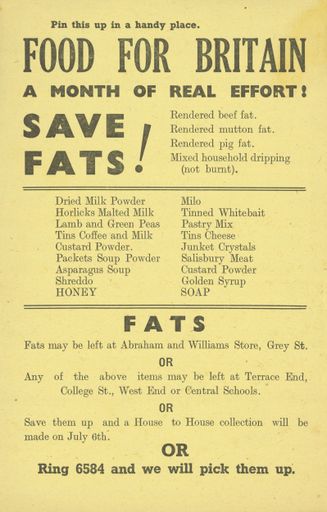 Pin this up in a handy place.
FOOD FOR BRITAIN
A MONTH OF REAL EFFORT!
SAVE
FATS!
Rendered beef fat.
Rendered mutton fat.
Rendered pig fat.
Mixed household dripping
(not burnt).
Dried Milk Powder
Horlicks Malted Milk
Lamb and Green Peas
Tins Coffee and Milk
Custard Powder.
Packets Soup Powder
Asparagus Soup
Shreddo
HONEY
Milo
Tinned Whitebait
Pastry Mix
Tins Cheese
Junket Crystals
Salisbury Meat
Custard Powder
Golden Syrup
SOAP
FATS
Fats may be left at Abraham and Williams Store, Grey St.
OR
Any of the above items may be left at Terrace End,
College St., West End or Central Schools.
OR
Save them up and a House to House collection will be
made on July 6th.
OR
Ring 6584 and we will pick them up.